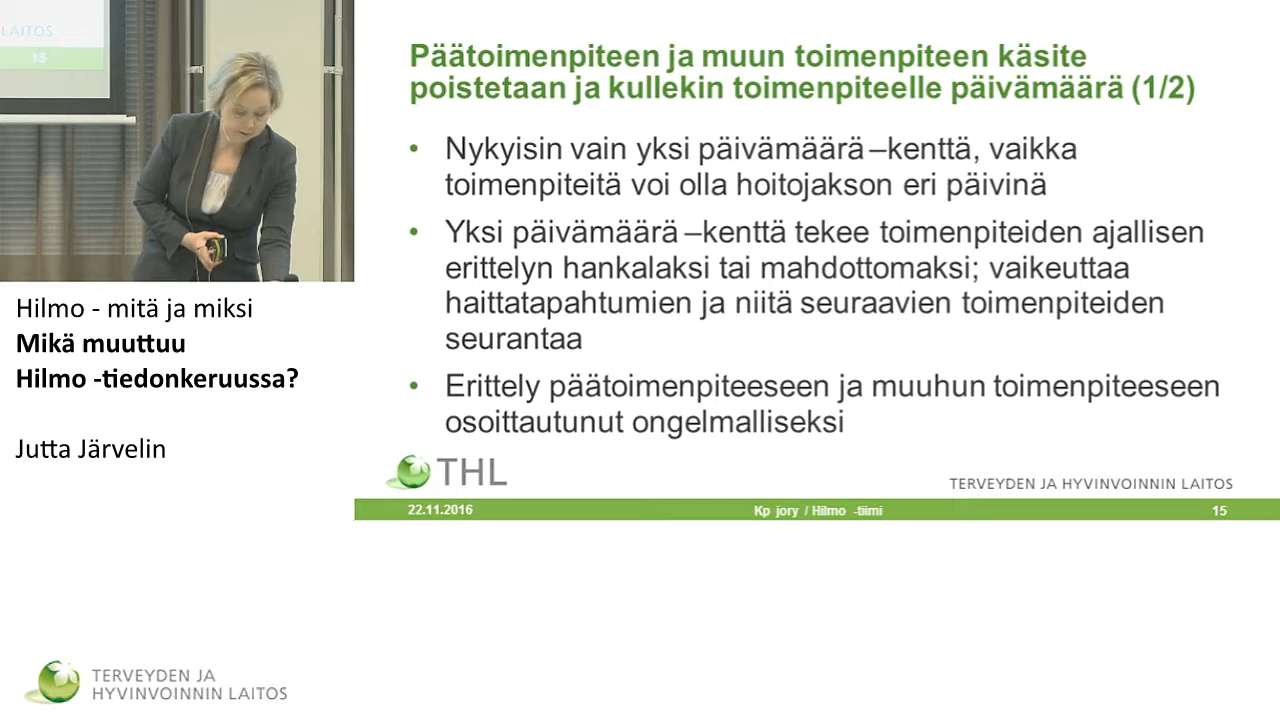 LAITOS
15
Päätoimenpiteen ja muun toimenpiteen käsite
poistetaan ja kullekin toimenpiteelle päivämäärä (1/2)
• Nykyisin vain yksi päivämäärä –kenttä, vaikka
toimenpiteitä voi olla hoitojakson eri päivinä
• Yksi päivämäärä –kenttä tekee toimenpiteiden ajallisen
erittelyn hankalaksi tai mahdottomaksi; vaikeuttaa
haittatapahtumien ja niitä seuraavien toimenpiteiden
seurantaa
• Erittely päätoimenpiteeseen ja muuhun toimenpiteeseen
osoittautunut ongelmalliseksi
THL
TERVEYDEN JA HYVINVOINNIN LAITOS
22.11.2016 Kp jory / Hilmo -tiimi 15
Hilmo - mitä ja miksi
Mikä muuttuu
Hilmo -tiedonkeruussa?
Jutta Järvelin
TERVEYDEN JA
HYVINVOINNIN LAITOS